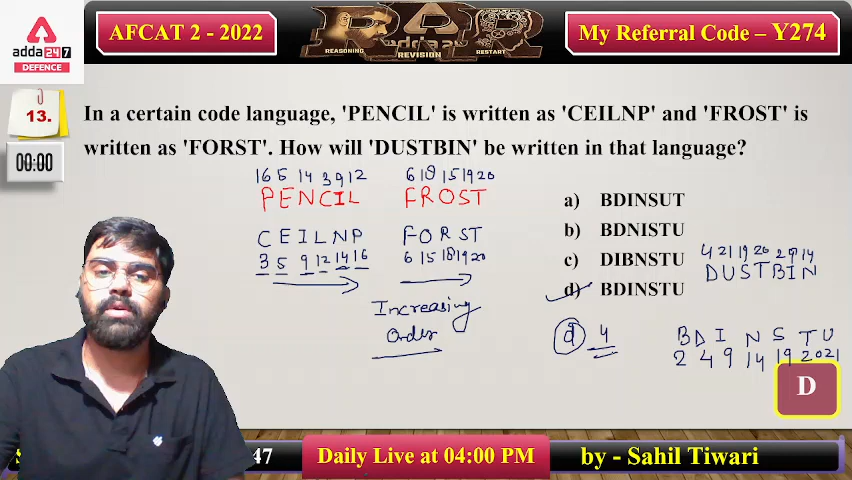 adda 24 7
DEFENCE
AFCAT 2 - 2022
REASONING
adda
REVISION
RESTART
My Referral Code – Y274
13.
00:00
In a certain code language, 'PENCIL' is written as 'CEILNP' and 'FROST' is
written as 'FORST'. How will 'DUSTBIN' be written in that language?
16 5 14 3 9 12
PENCIL
6 18 15 19 20
FROST
C E I L N P
3 5 9 12 14 16
F O R S T
6 15 18 19 20
Increasing
Order
a) BDINSUT
b) BDNISTU
c) DIBNSTU
d) BDINSTU
4 21 19 20 2 9 14
DUSTBIN
d 4
B D I N S T U
2 4 9 14 19 20 21
D
47
Daily Live at 04:00 PM
by - Sahil Tiwari